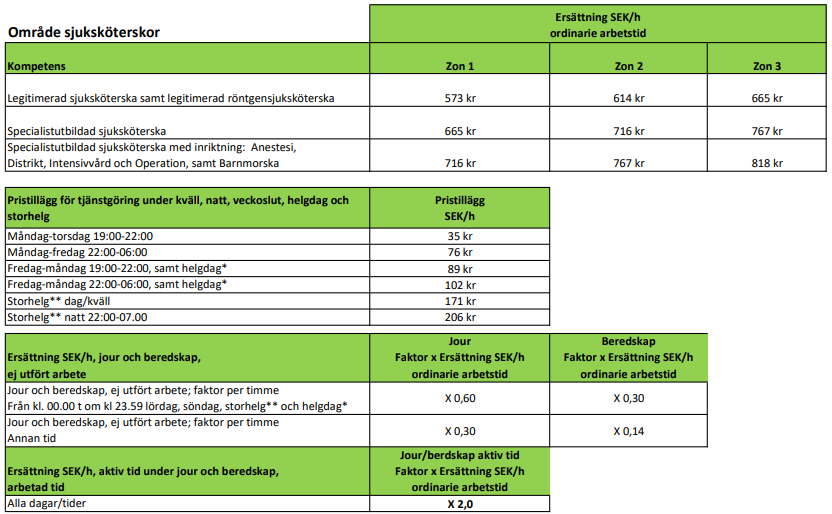 Område sjuksköterskor
Ersättning SEK/h
ordinarie arbetstid
Kompetens Zon 1 Zon 2 Zon 3
Legitimerad sjuksköterska samt legitimerad röntgensjuksköterska 573 kr 614 kr 665 kr
Specialistutbildad sjuksköterska 665 kr 716 kr 767 kr
Specialistutbildad sjuksköterska med inriktning: Anestesi,
Distrikt, Intensivvård och Operation, samt Barnmorska 716 kr 767 kr 818 kr
Pristillägg för tjänstgöring under kväll, natt, veckoslut, helgdag och
storhelg
Pristillägg
SEK/h
Måndag-torsdag 19:00-22:00 35 kr
Måndag-fredag 22:00-06:00 76 kr
Fredag-måndag 19:00-22:00, samt helgdag* 89 kr
Fredag-måndag 22:00-06:00, samt helgdag* 102 kr
Storhelg** dag/kväll 171 kr
Storhelg** natt 22:00-07.00 206 kr
Ersättning SEK/h, jour och beredskap,
ej utfört arbete
Jour
Faktor x Ersättning SEK/h
ordinarie arbetstid
Beredskap
Faktor x Ersättning SEK/h
ordinarie arbetstid
Jour och beredskap, ej utfört arbete; faktor per timme
Från kl. 00.00 t om kl 23.59 lördag, söndag, storhelg** och helgdag* X 0,60 X 0,30
Jour och beredskap, ej utfört arbete; faktor per timme
Annan tid X 0,30 X 0,14
Ersättning SEK/h, aktiv tid under jour och beredskap,
arbetad tid
Jour/berdskap aktiv tid
Faktor x Ersättning SEK/h
ordinarie arbetstid
Alla dagar/tider X 2,0